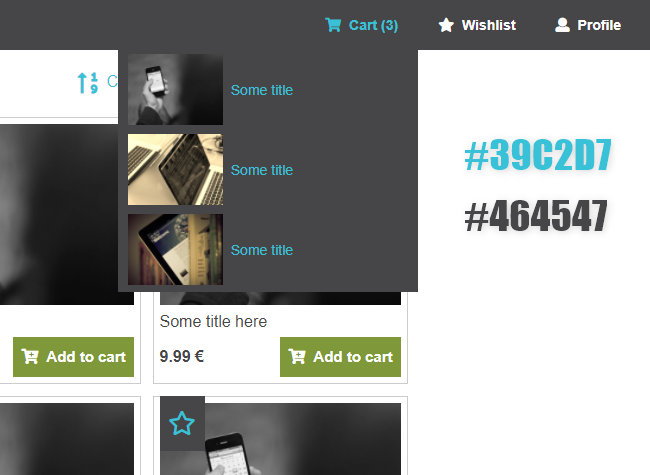 Cart (3)
Wishlist
Profile
C
Some title
Some title
Some title
#39C2D7
#464547
Some title here
9.99 €
Add to cart
Add to cart